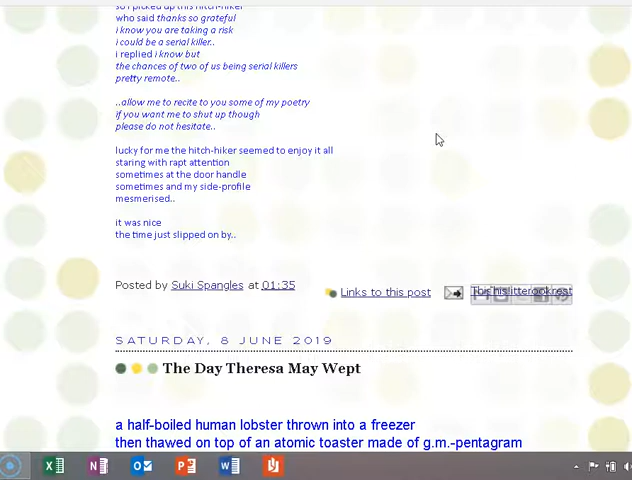 so i picked up this hitch-hiker
who said thanks so grateful
i know you are taking a risk
i could be a serial killer..
i replied i know but
the chances of two of us being serial killers
pretty remote..
..allow me to recite to you some of my poetry
if you want me to shut up though
please do not hesitate..
lucky for me the hitch-hiker seemed to enjoy it all
staring with rapt attention
sometimes at the door handle
sometimes and my side-profile
mesmerised..
it was nice
the time just slipped on by..
Posted by Suki Spangles at 01:35
Links to this post
SATURDAY, 8 JUNE 2019
The Day Theresa May Wept
a half-boiled human lobster thrown into a freezer
then thawed on top of an atomic toaster made of g.m.-pentagram